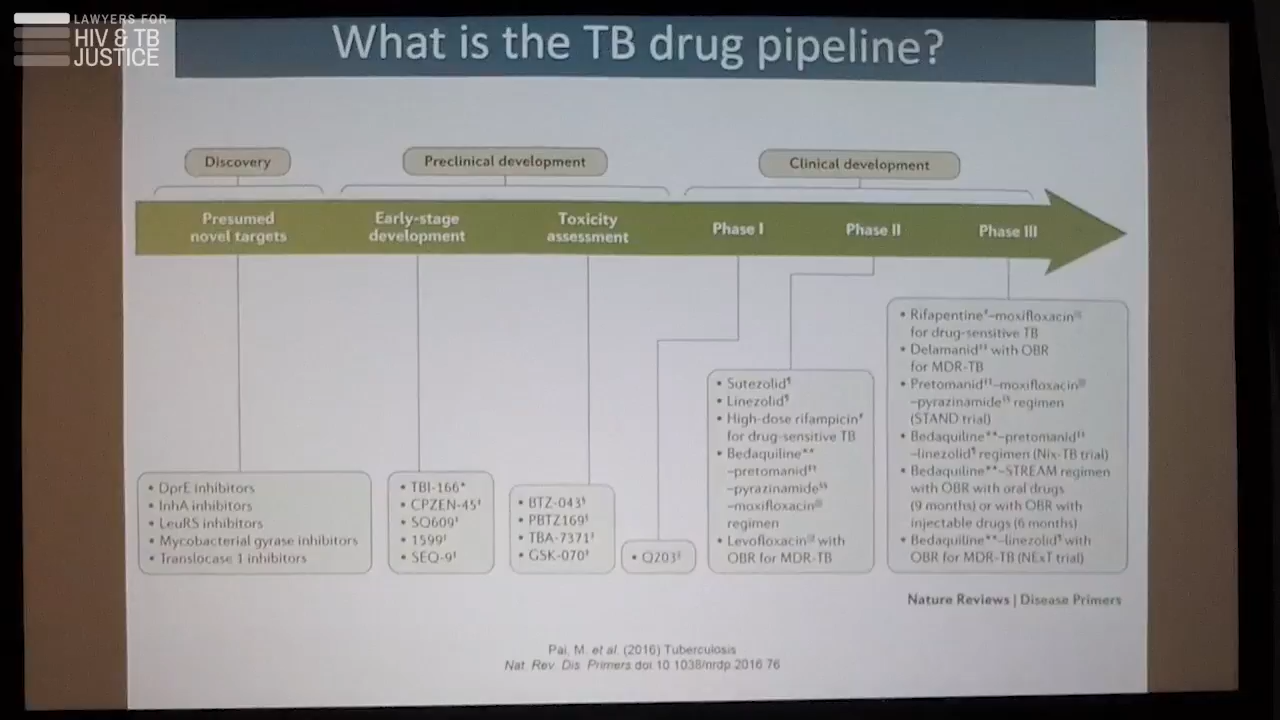 LAWYERS FOR
HIV & TB
JUSTICE
What is the TB drug pipeline?
Discovery
Preclinical development
Clinical development
Presumed
novel targets
Early-stage
development
Toxicity
assessment
Phase I
Phase II
Phase III
• DprE inhibitors
• InhA inhibitors
• LeuRS inhibitors
• Mycobacterial gyrase inhibitors
• Translocase 1 inhibitors
• TBI-166*
• CPZEN-45‡
• SQ609‡
• 1599‡
• SEQ-9‡
• BTZ-043§
• PBTZ169§
• TBA-7371§
• GSK-070‡
• Q203||
• Sutezolid¶
• Linezolid¶
• High-dose rifampicin#
for drug-sensitive TB
• Bedaquiline**
–pretomanid‡‡
–pyrazinamide§§
–moxifloxacin||||
regimen
• Levofloxacin|||| with
OBR for MDR-TB
• Rifapentine#–moxifloxacin||||
for drug-sensitive TB
• Delamanid‡‡ with OBR
for MDR-TB
• Pretomanid‡‡–moxifloxacin||||
–pyrazinamide§§ regimen
(STAND trial)
• Bedaquiline**–pretomanid‡‡
–linezolid¶ regimen (Nix-TB trial)
• Bedaquiline**–STREAM regimen
with OBR with oral drugs
(9 months) or with OBR with
injectable drugs (6 months)
• Bedaquiline**–linezolid¶ with
OBR for MDR-TB (NExT trial)
Nature Reviews | Disease Primers
Pai, M. et al. (2016) Tuberculosis
Nat. Rev. Dis. Primers doi:10.1038/nrdp.2016.76